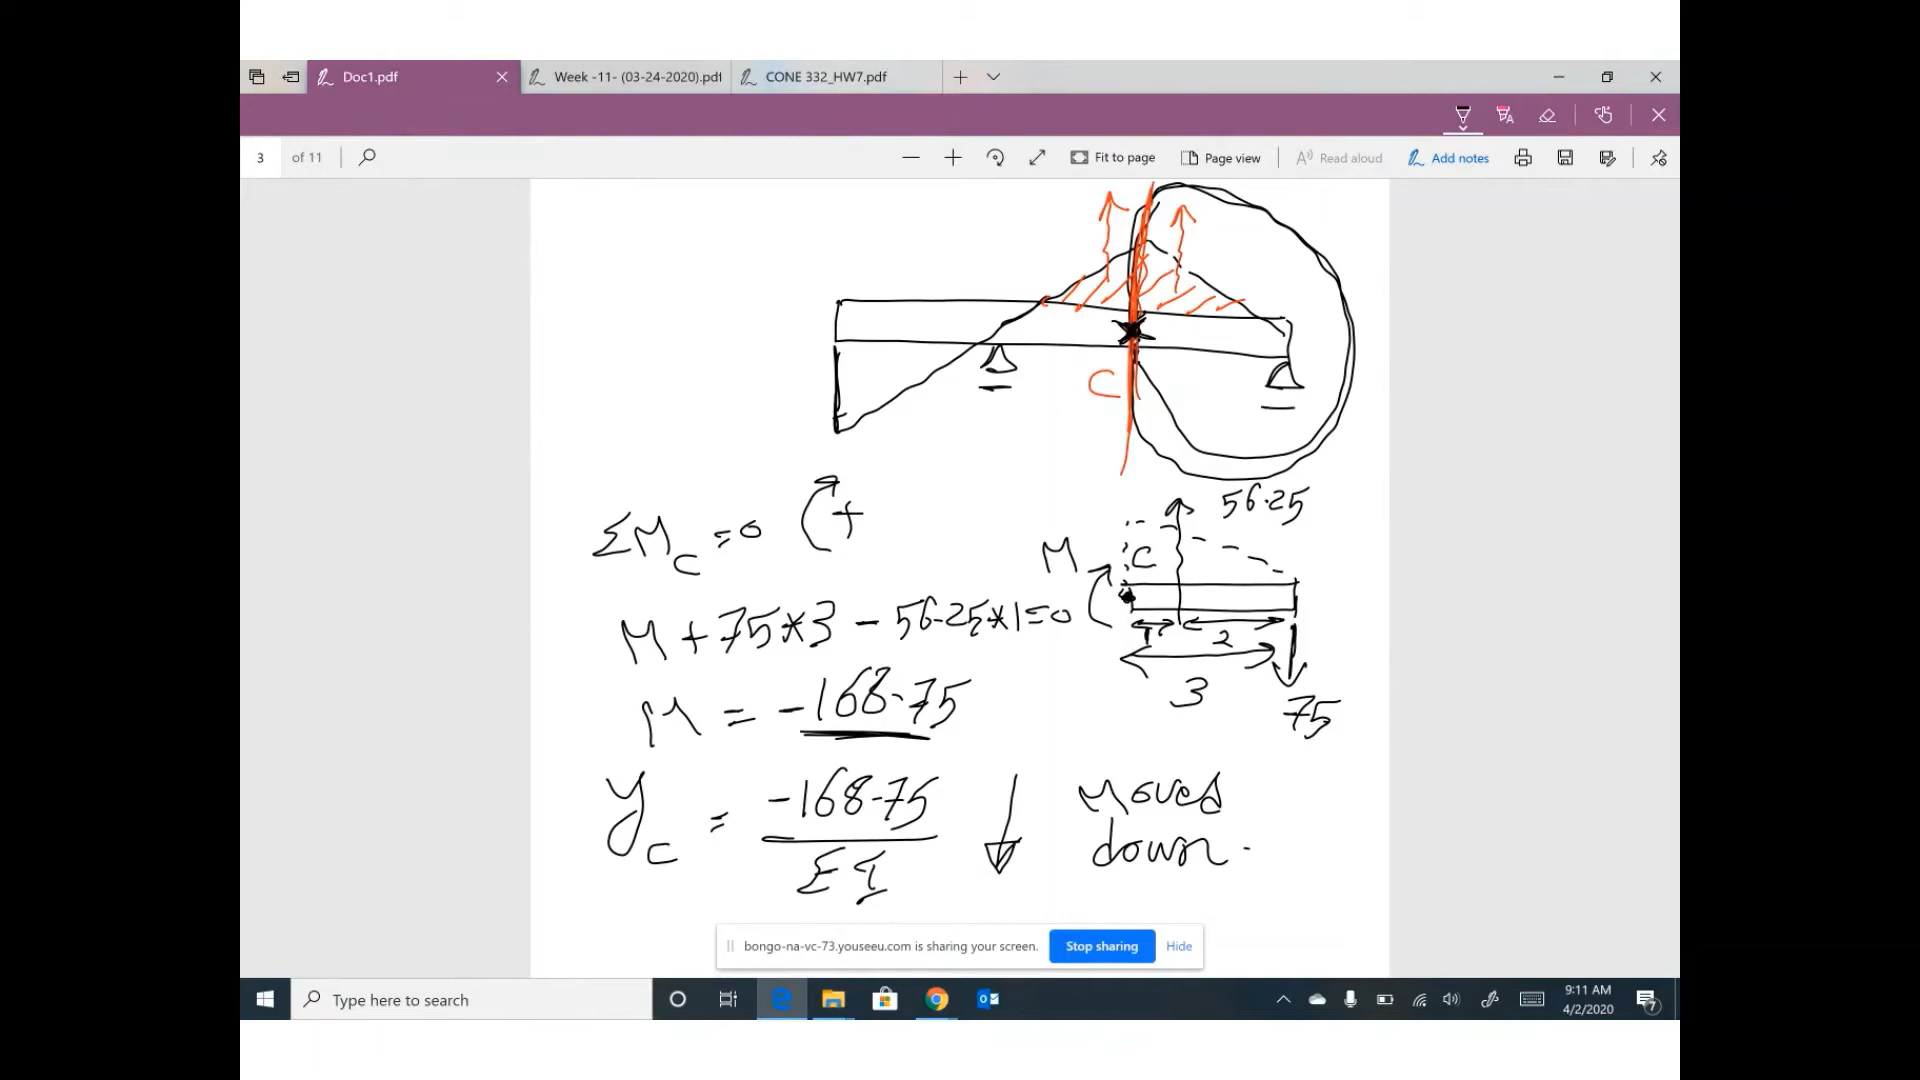 Doc1.pdf
Week -11- (03-24-2020).pdf
CONE 332_HW7.pdf
3 of 11
Fit to page
Page view
Read aloud
Add notes
C
ΣM_C = 0 (+
56.25
M
C
M + 75*3 - 56.25*1=0
1
2
3
75
M = -168.75
y_C = -168.75 / EI
moved
down.
bongo-na-vc-73.youseeu.com is sharing your screen.
Stop sharing
Hide
Type here to search
9:11 AM
4/2/2020
7